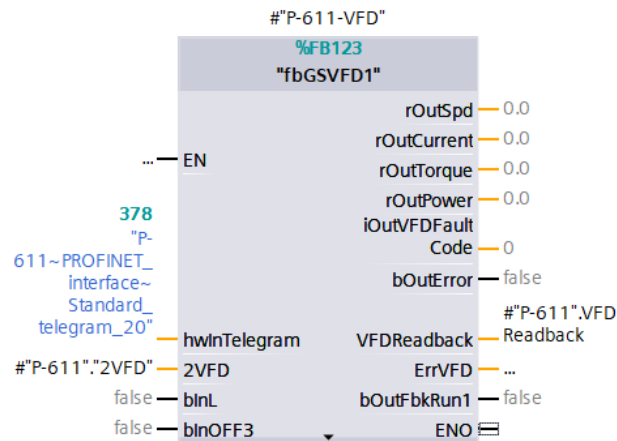 #"P-611-VFD"
%FB123
"fbGSVFD1"
rOutSpd 0.0
rOutCurrent 0.0
... EN
rOutTorque 0.0
rOutPower 0.0
378
"P-
611~PROFINET_
interface~
Standard_
telegram_20"
iOutVFDFault
Code 0
bOutError false
hwInTelegram
VFDReadback
#"P-611".VFD
Readback
#"P-611"."2VFD" 2VFD
ErrVFD ...
false bInL
bOutFbkRun1 false
false bInOFF3
ENO